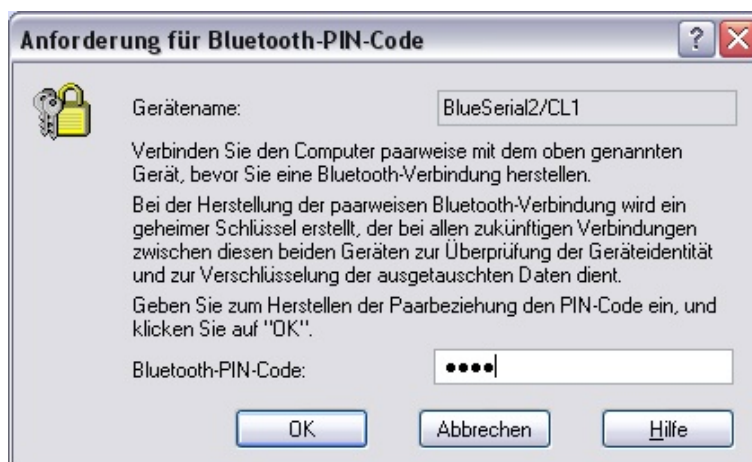 Anforderung für Bluetooth-PIN-Code
Gerätename: BlueSerial2/CL1
Verbinden Sie den Computer paarweise mit dem oben genannten
Gerät, bevor Sie eine Bluetooth-Verbindung herstellen.
Bei der Herstellung der paarweisen Bluetooth-Verbindung wird ein
geheimer Schlüssel erstellt, der bei allen zukünftigen Verbindungen
zwischen diesen beiden Geräten zur Überprüfung der Geräteidentität
und zur Verschlüsselung der ausgetauschten Daten dient.
Geben Sie zum Herstellen der Paarbeziehung den PIN-Code ein, und
klicken Sie auf "OK".
Bluetooth-PIN-Code: ••••
OK Abbrechen Hilfe